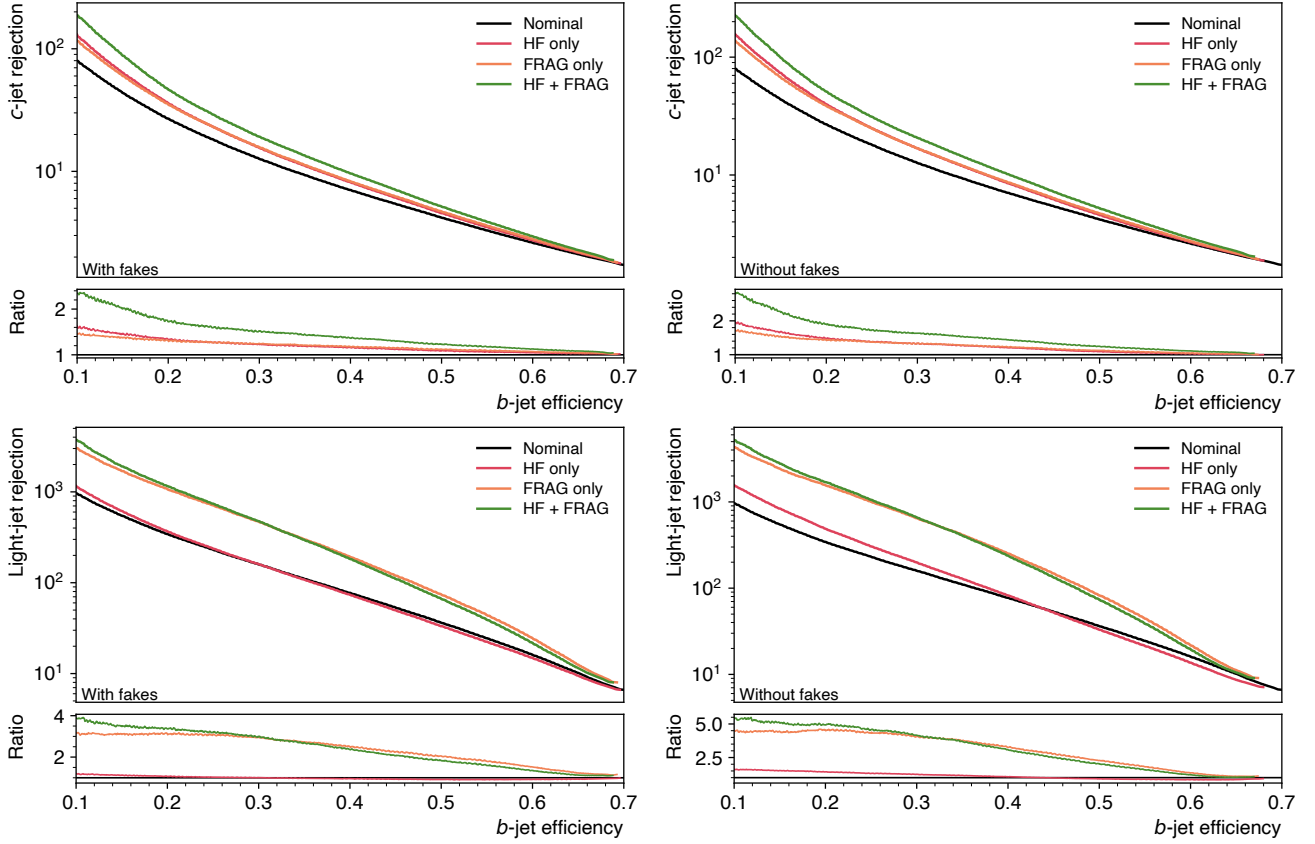 c-jet rejection
10²
10¹
Nominal
HF only
FRAG only
HF + FRAG
With fakes
Ratio
2
1
0.1 0.2 0.3 0.4 0.5 0.6 0.7
b-jet efficiency
c-jet rejection
10²
10¹
Nominal
HF only
FRAG only
HF + FRAG
Without fakes
Ratio
2
1
0.1 0.2 0.3 0.4 0.5 0.6 0.7
b-jet efficiency
Light-jet rejection
10³
10²
10¹
Nominal
HF only
FRAG only
HF + FRAG
With fakes
Ratio
4
2
0.1 0.2 0.3 0.4 0.5 0.6 0.7
b-jet efficiency
Light-jet rejection
10³
10²
10¹
Nominal
HF only
FRAG only
HF + FRAG
Without fakes
Ratio
5.0
2.5
0.1 0.2 0.3 0.4 0.5 0.6 0.7
b-jet efficiency